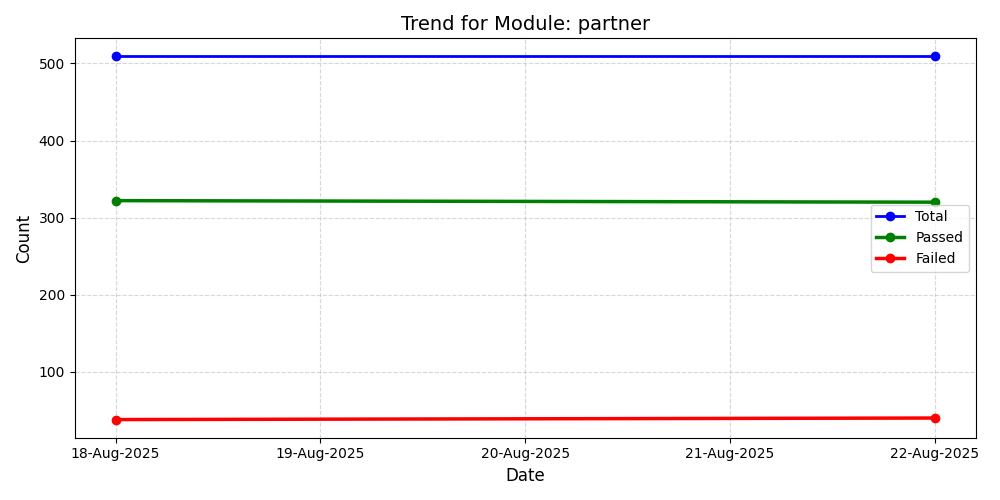 Trend for Module: partner
Count
500
400
300
200
100
Total
Passed
Failed
18-Aug-2025 19-Aug-2025 20-Aug-2025 21-Aug-2025 22-Aug-2025
Date